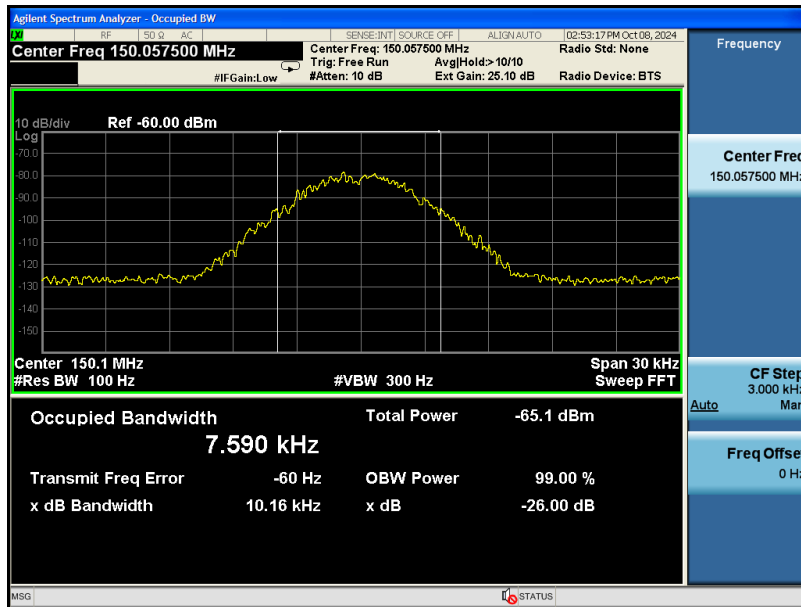 Agilent Spectrum Analyzer - Occupied BW
LXI RF 50 Ω AC SENSE:INT SOURCE OFF ALIGN AUTO 02:53:17 PM Oct 08, 2024
Center Freq 150.057500 MHz
Center Freq: 150.057500 MHz
Radio Std: None
Trig: Free Run
Avg|Hold:>10/10
#IFGain:Low
#Atten: 10 dB
Ext Gain: 25.10 dB
Radio Device: BTS
10 dB/div
Ref -60.00 dBm
Log
-70.0
-80.0
-90.0
-100
-110
-120
-130
-140
-150
Center 150.1 MHz
Span 30 kHz
#Res BW 100 Hz
#VBW 300 Hz
Sweep FFT
Occupied Bandwidth
Total Power -65.1 dBm
7.590 kHz
Transmit Freq Error -60 Hz
OBW Power 99.00 %
x dB Bandwidth 10.16 kHz
x dB -26.00 dB
MSG
STATUS
Frequency
Center Freq
150.057500 MHz
CF Step
3.000 kHz
Auto Man
Freq Offset
0 Hz